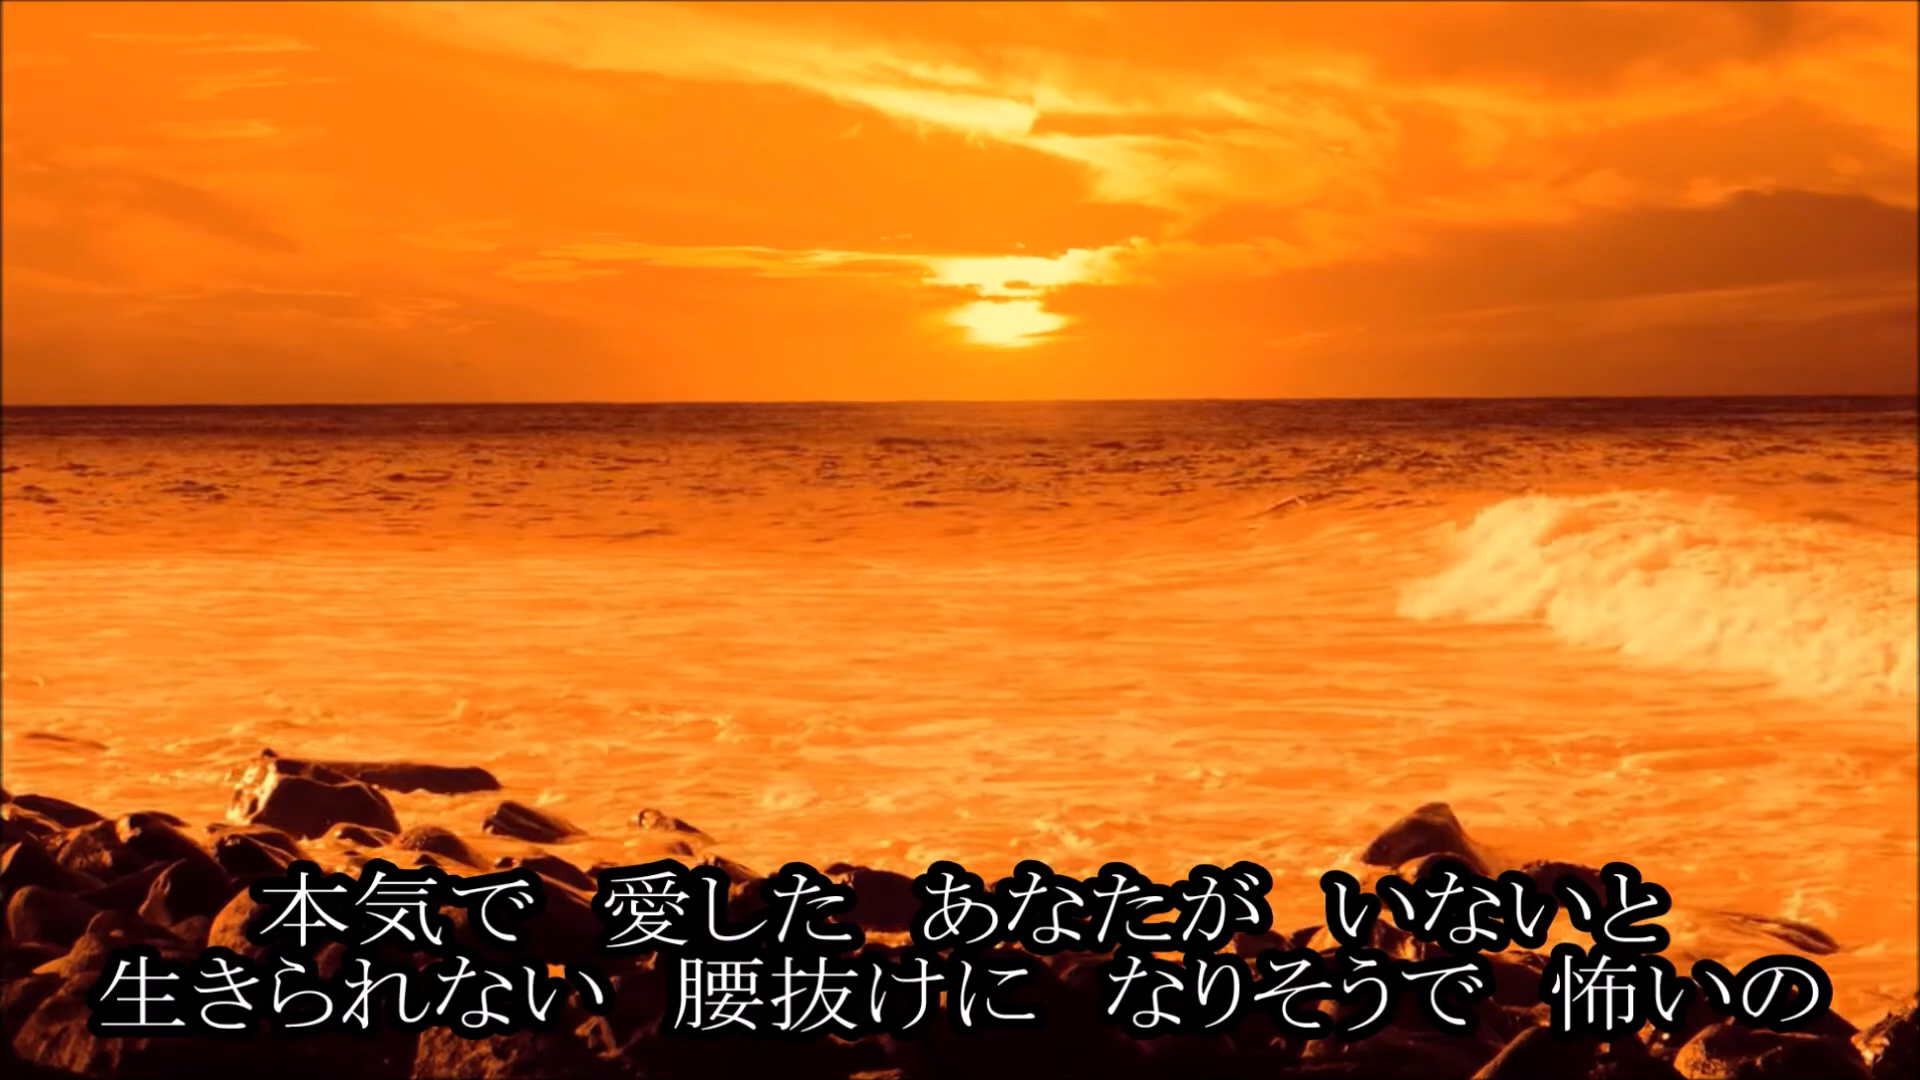 本気で　愛した　あなたが　いないと
生きられない　腰抜けに　なりそうで　怖いの